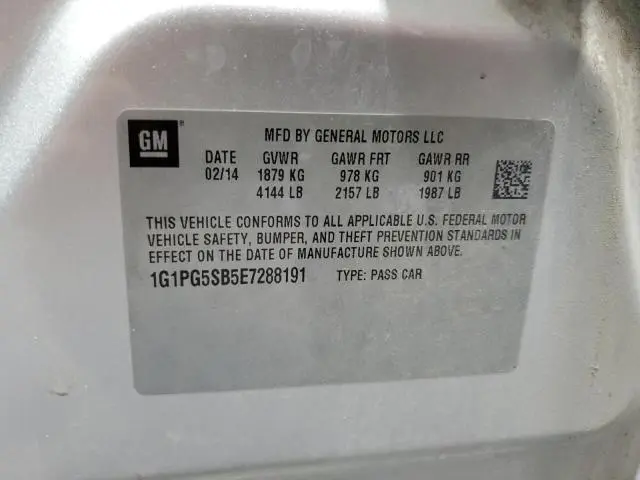 GM
MFD BY GENERAL MOTORS LLC
DATE GVWR GAWR FRT GAWR RR
02/14 1879 KG 978 KG 901 KG
4144 LB 2157 LB 1987 LB
THIS VEHICLE CONFORMS TO ALL APPLICABLE U.S. FEDERAL MOTOR
VEHICLE SAFETY, BUMPER, AND THEFT PREVENTION STANDARDS IN
EFFECT ON THE DATE OF MANUFACTURE SHOWN ABOVE.
1G1PG5SB5E7288191 TYPE: PASS CAR